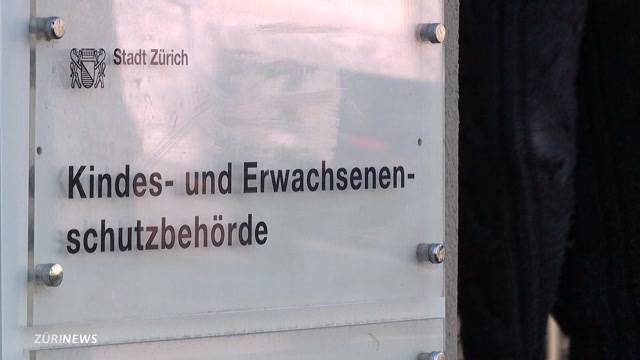 Stadt Zürich
Kindes- und Erwachsenen-
schutzbehörde
ZÜRINEWS